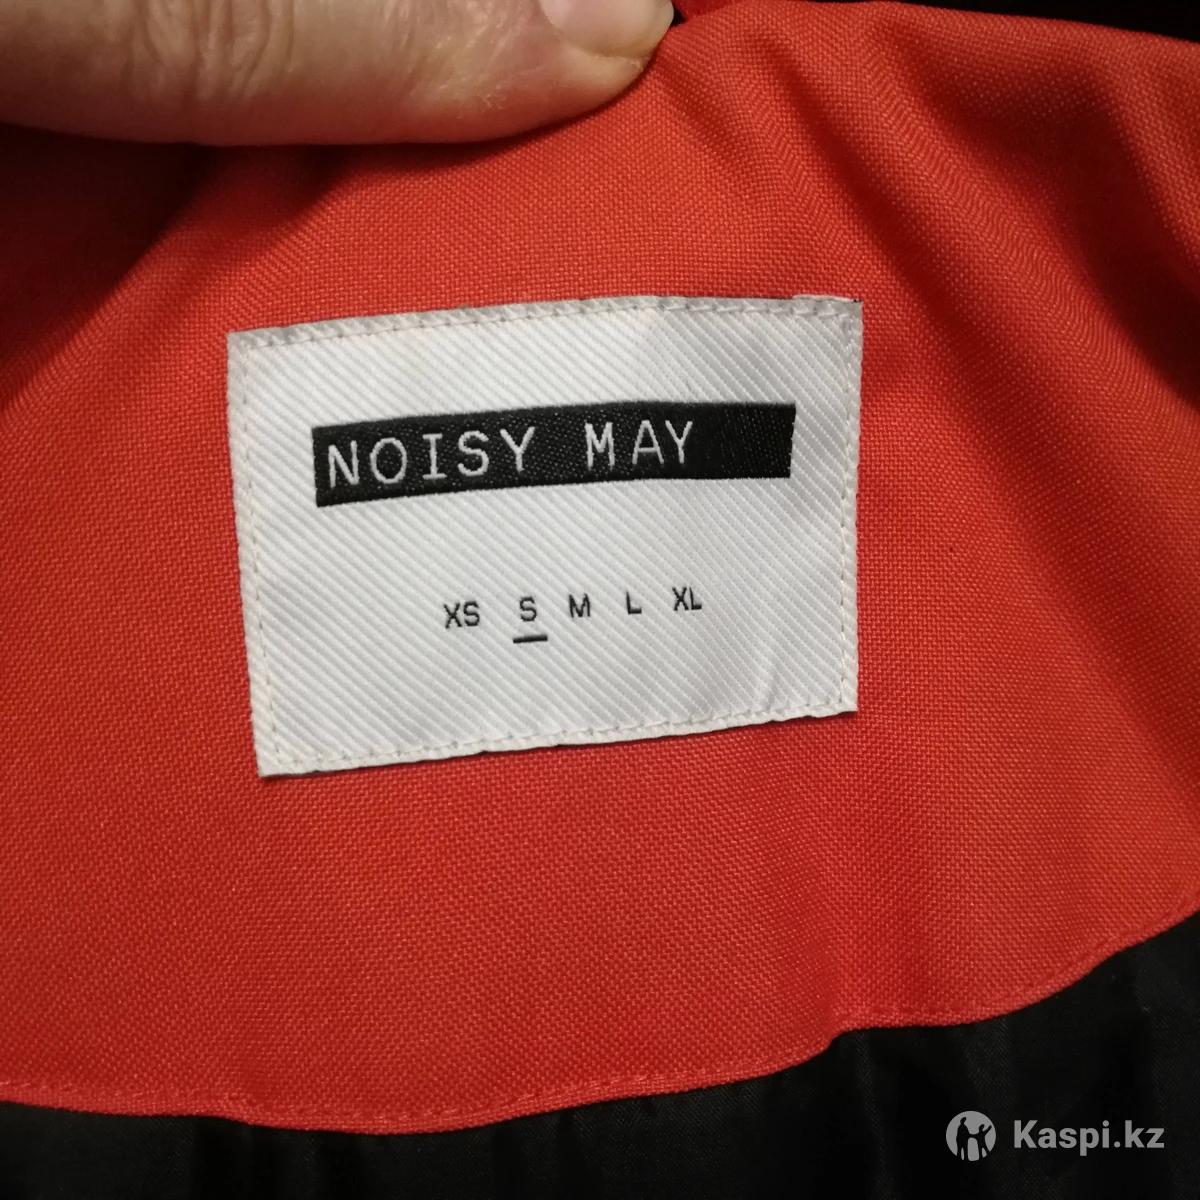 NOISY MAY
XS S M L XL
Kaspi.kz